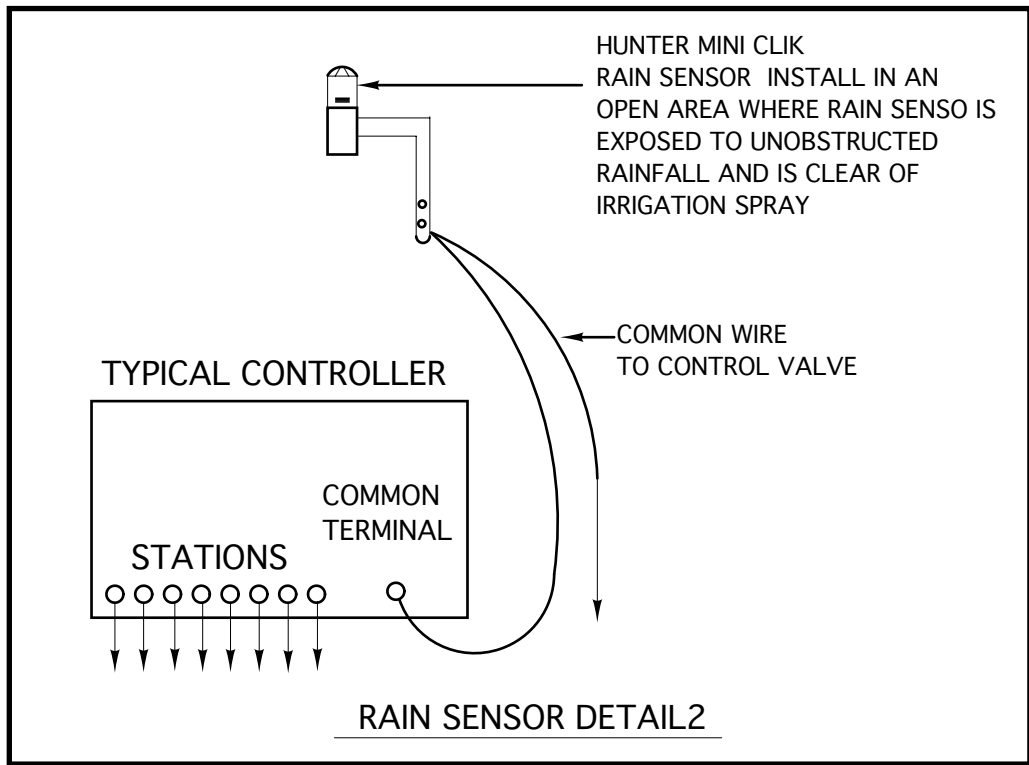 HUNTER MINI CLIK
RAIN SENSOR INSTALL IN AN
OPEN AREA WHERE RAIN SENSO IS
EXPOSED TO UNOBSTRUCTED
RAINFALL AND IS CLEAR OF
IRRIGATION SPRAY
COMMON WIRE
TO CONTROL VALVE
TYPICAL CONTROLLER
COMMON
TERMINAL
STATIONS
RAIN SENSOR DETAIL2